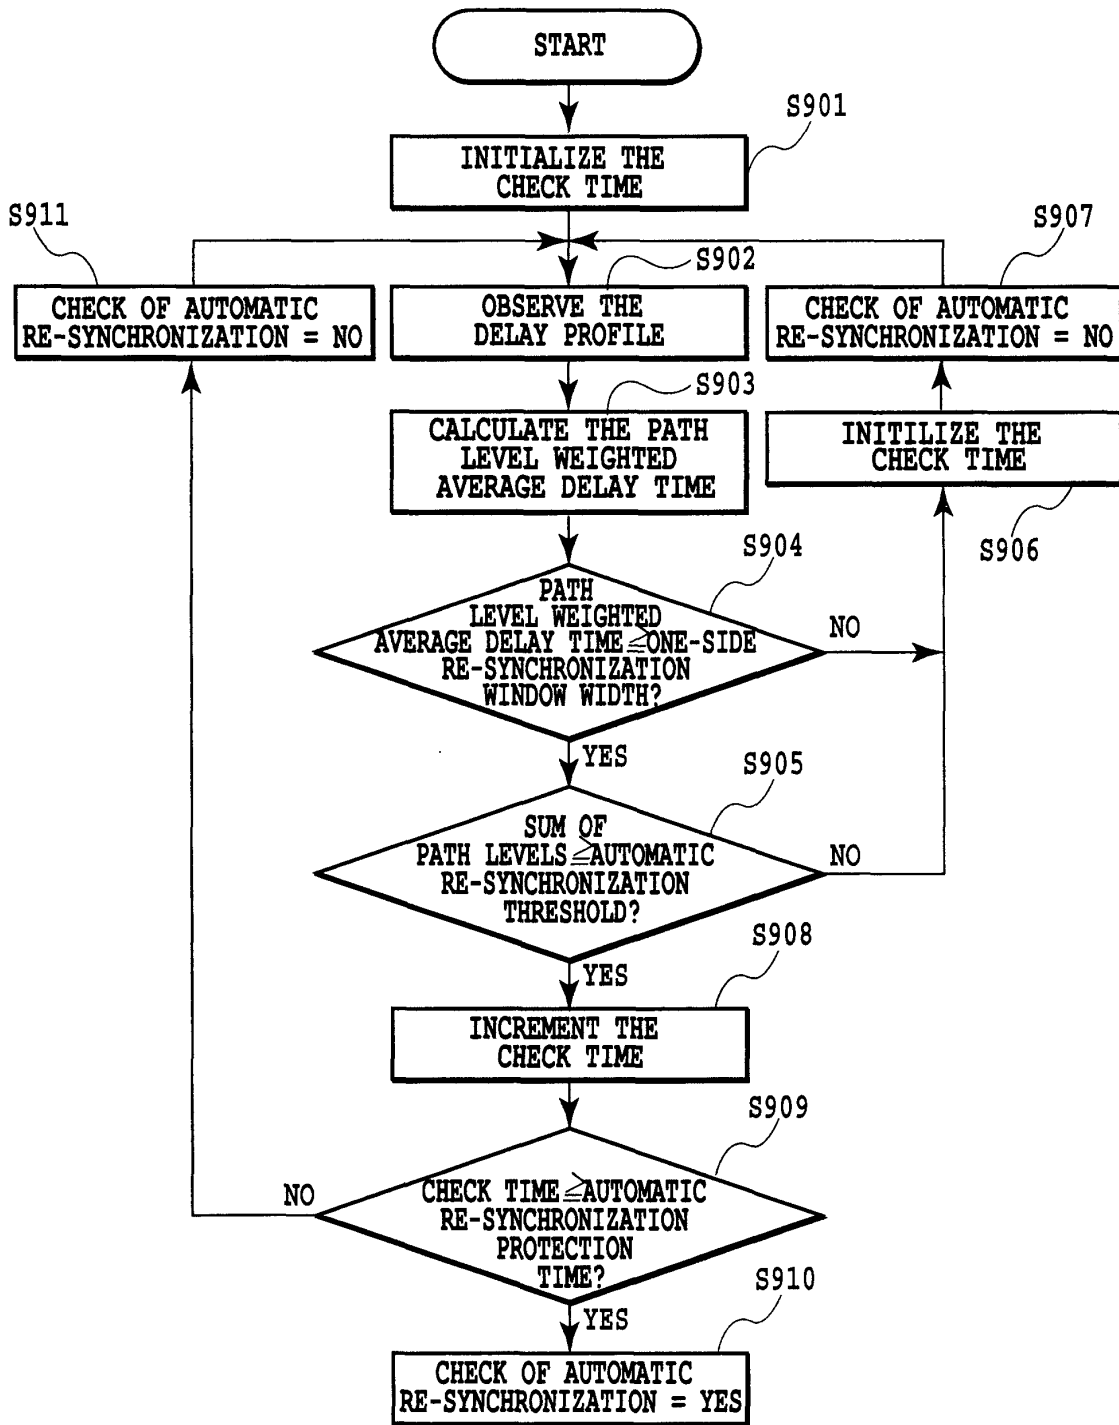 START
S901
INITIALIZE THE
CHECK TIME
S911
S907
S902
CHECK OF AUTOMATIC
RE-SYNCHRONIZATION = NO
OBSERVE THE
DELAY PROFILE
CHECK OF AUTOMATIC
RE-SYNCHRONIZATION = NO
S903
CALCULATE THE PATH
LEVEL WEIGHTED
AVERAGE DELAY TIME
INITILIZE THE
CHECK TIME
S906
S904
PATH
LEVEL WEIGHTED
AVERAGE DELAY TIME≧ONE-SIDE
RE-SYNCHRONIZATION
WINDOW WIDTH?
NO
YES
S905
SUM OF
PATH LEVELS≧AUTOMATIC
RE-SYNCHRONIZATION
THRESHOLD?
NO
YES
S908
INCREMENT THE
CHECK TIME
S909
CHECK TIME≧AUTOMATIC
RE-SYNCHRONIZATION
PROTECTION
TIME?
NO
YES
S910
CHECK OF AUTOMATIC
RE-SYNCHRONIZATION = YES